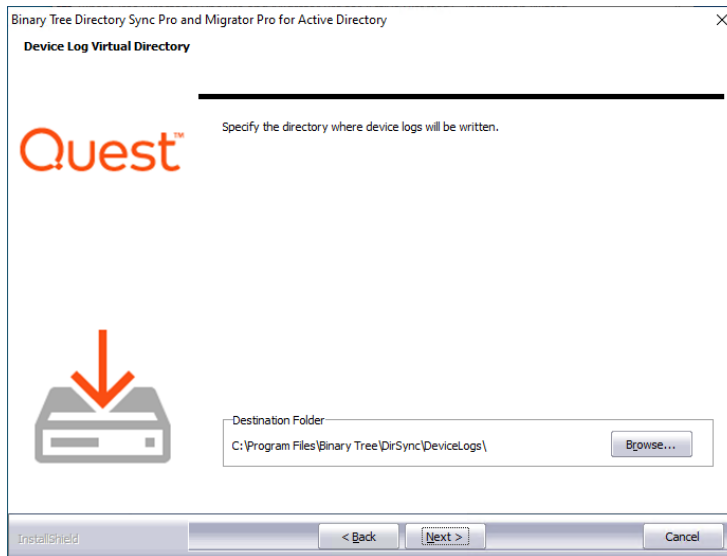 Binary Tree Directory Sync Pro and Migrator Pro for Active Directory
Device Log Virtual Directory
Quest™
Specify the directory where device logs will be written.
Destination Folder
C:\Program Files\Binary Tree\DirSync\DeviceLogs\
Browse...
InstallShield
< Back
Next >
Cancel